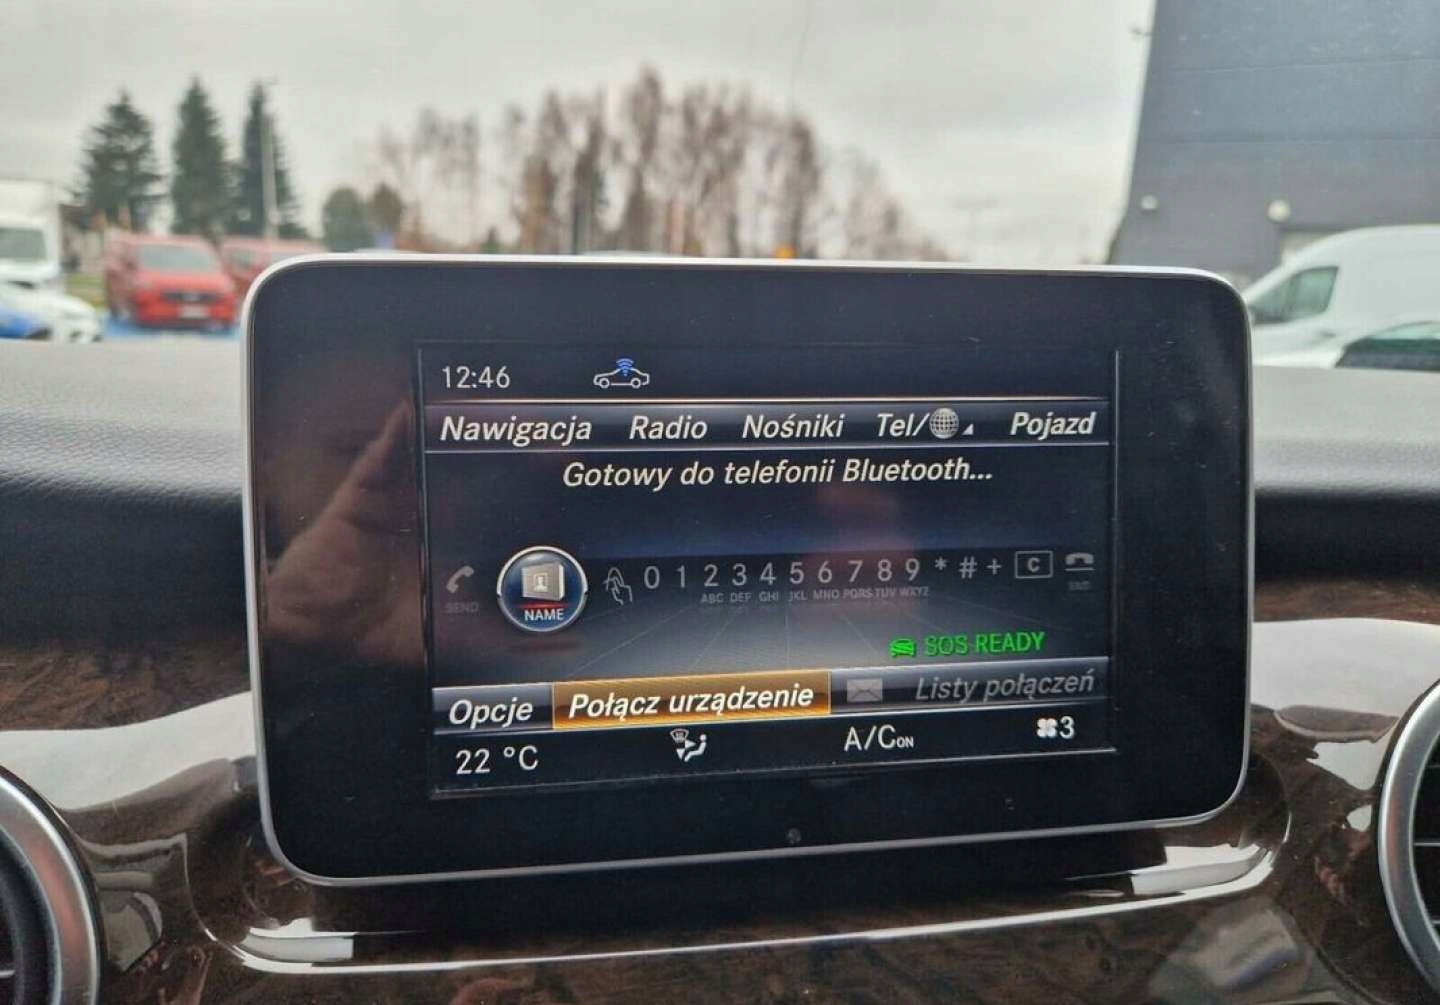 12:46
Nawigacja Radio Nośniki Tel/ Pojazd
Gotowy do telefonii Bluetooth...
SEND NAME 0 1 2 3 4 5 6 7 8 9 * # + C END
ABC DEF GHI JKL MNO PQRS TUV WXYZ
SOS READY
Opcje Połącz urządzenie Listy połączeń
22 °C A/C ON 3